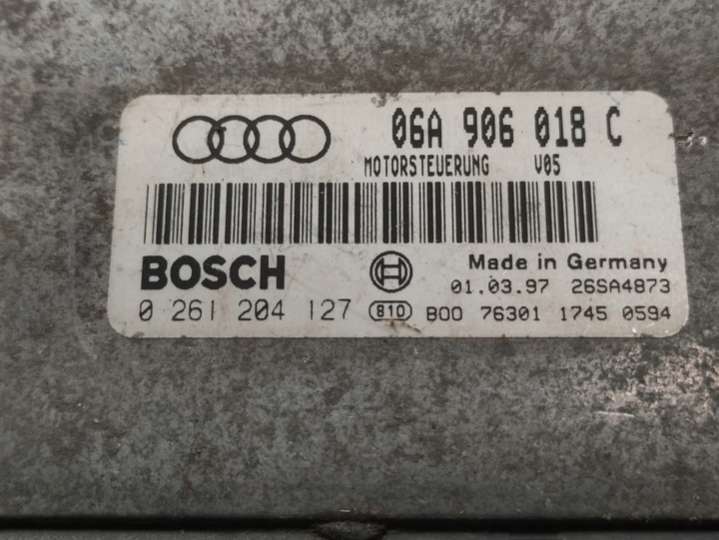 06A 906 018 C
MOTORSTEUERUNG V05
BOSCH
Made in Germany
01.03.97 26SA4873
0 261 204 127 810 B00 76301 1745 0594